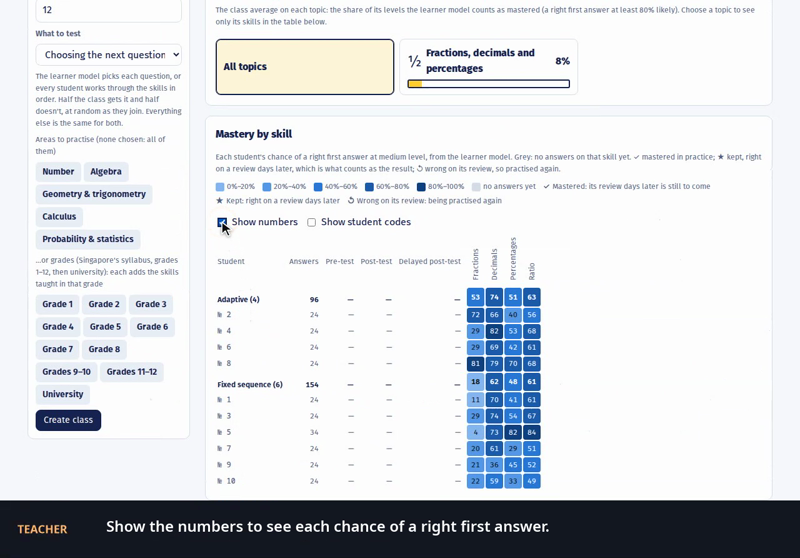 12
The class average on each topic: the share of its levels the learner model counts as mastered (a right first answer at least 80% likely). Choose a topic to see
only its skills in the table below.
What to test
Choosing the next question
The learner model picks each question, or
every student works through the skills in
order. Half the class gets it and half
doesn't, at random as they join. Everything
else is the same for both.
Areas to practise (none chosen: all of
them)
Number Algebra
Geometry & trigonometry
Calculus
Probability & statistics
...or grades (Singapore's syllabus, grades
1–12, then university): each adds the skills
taught in that grade
Grade 1 Grade 2 Grade 3
Grade 4 Grade 5 Grade 6
Grade 7 Grade 8
Grades 9–10 Grades 11–12
University
Create class
All topics
½ Fractions, decimals and
percentages
8%
Mastery by skill
Each student's chance of a right first answer at medium level, from the learner model. Grey: no answers on that skill yet. ✓ mastered in practice; ★ kept, right
on a review days later, which is what counts as the result; ↺ wrong on its review, so practised again.
0%–20% 20%–40% 40%–60% 60%–80% 80%–100% no answers yet ✓ Mastered: its review days later is still to come
★ Kept: right on a review days later ↺ Wrong on its review: being practised again
Show numbers Show student codes
Student Answers Pre-test Post-test Delayed post-test Fractions Decimals Percentages Ratio
Adaptive (4) 96 — — — 53 74 51 63
№ 2 24 — — — 72 66 40 56
№ 4 24 — — — 29 82 53 68
№ 6 24 — — — 29 69 42 61
№ 8 24 — — — 81 79 70 68
Fixed sequence (6) 154 — — — 18 62 48 61
№ 1 24 — — — 11 70 41 61
№ 3 24 — — — 29 74 54 67
№ 5 34 — — — 4 73 82 84
№ 7 24 — — — 20 61 29 51
№ 9 24 — — — 21 36 45 52
№ 10 24 — — — 22 59 33 49
TEACHER Show the numbers to see each chance of a right first answer.